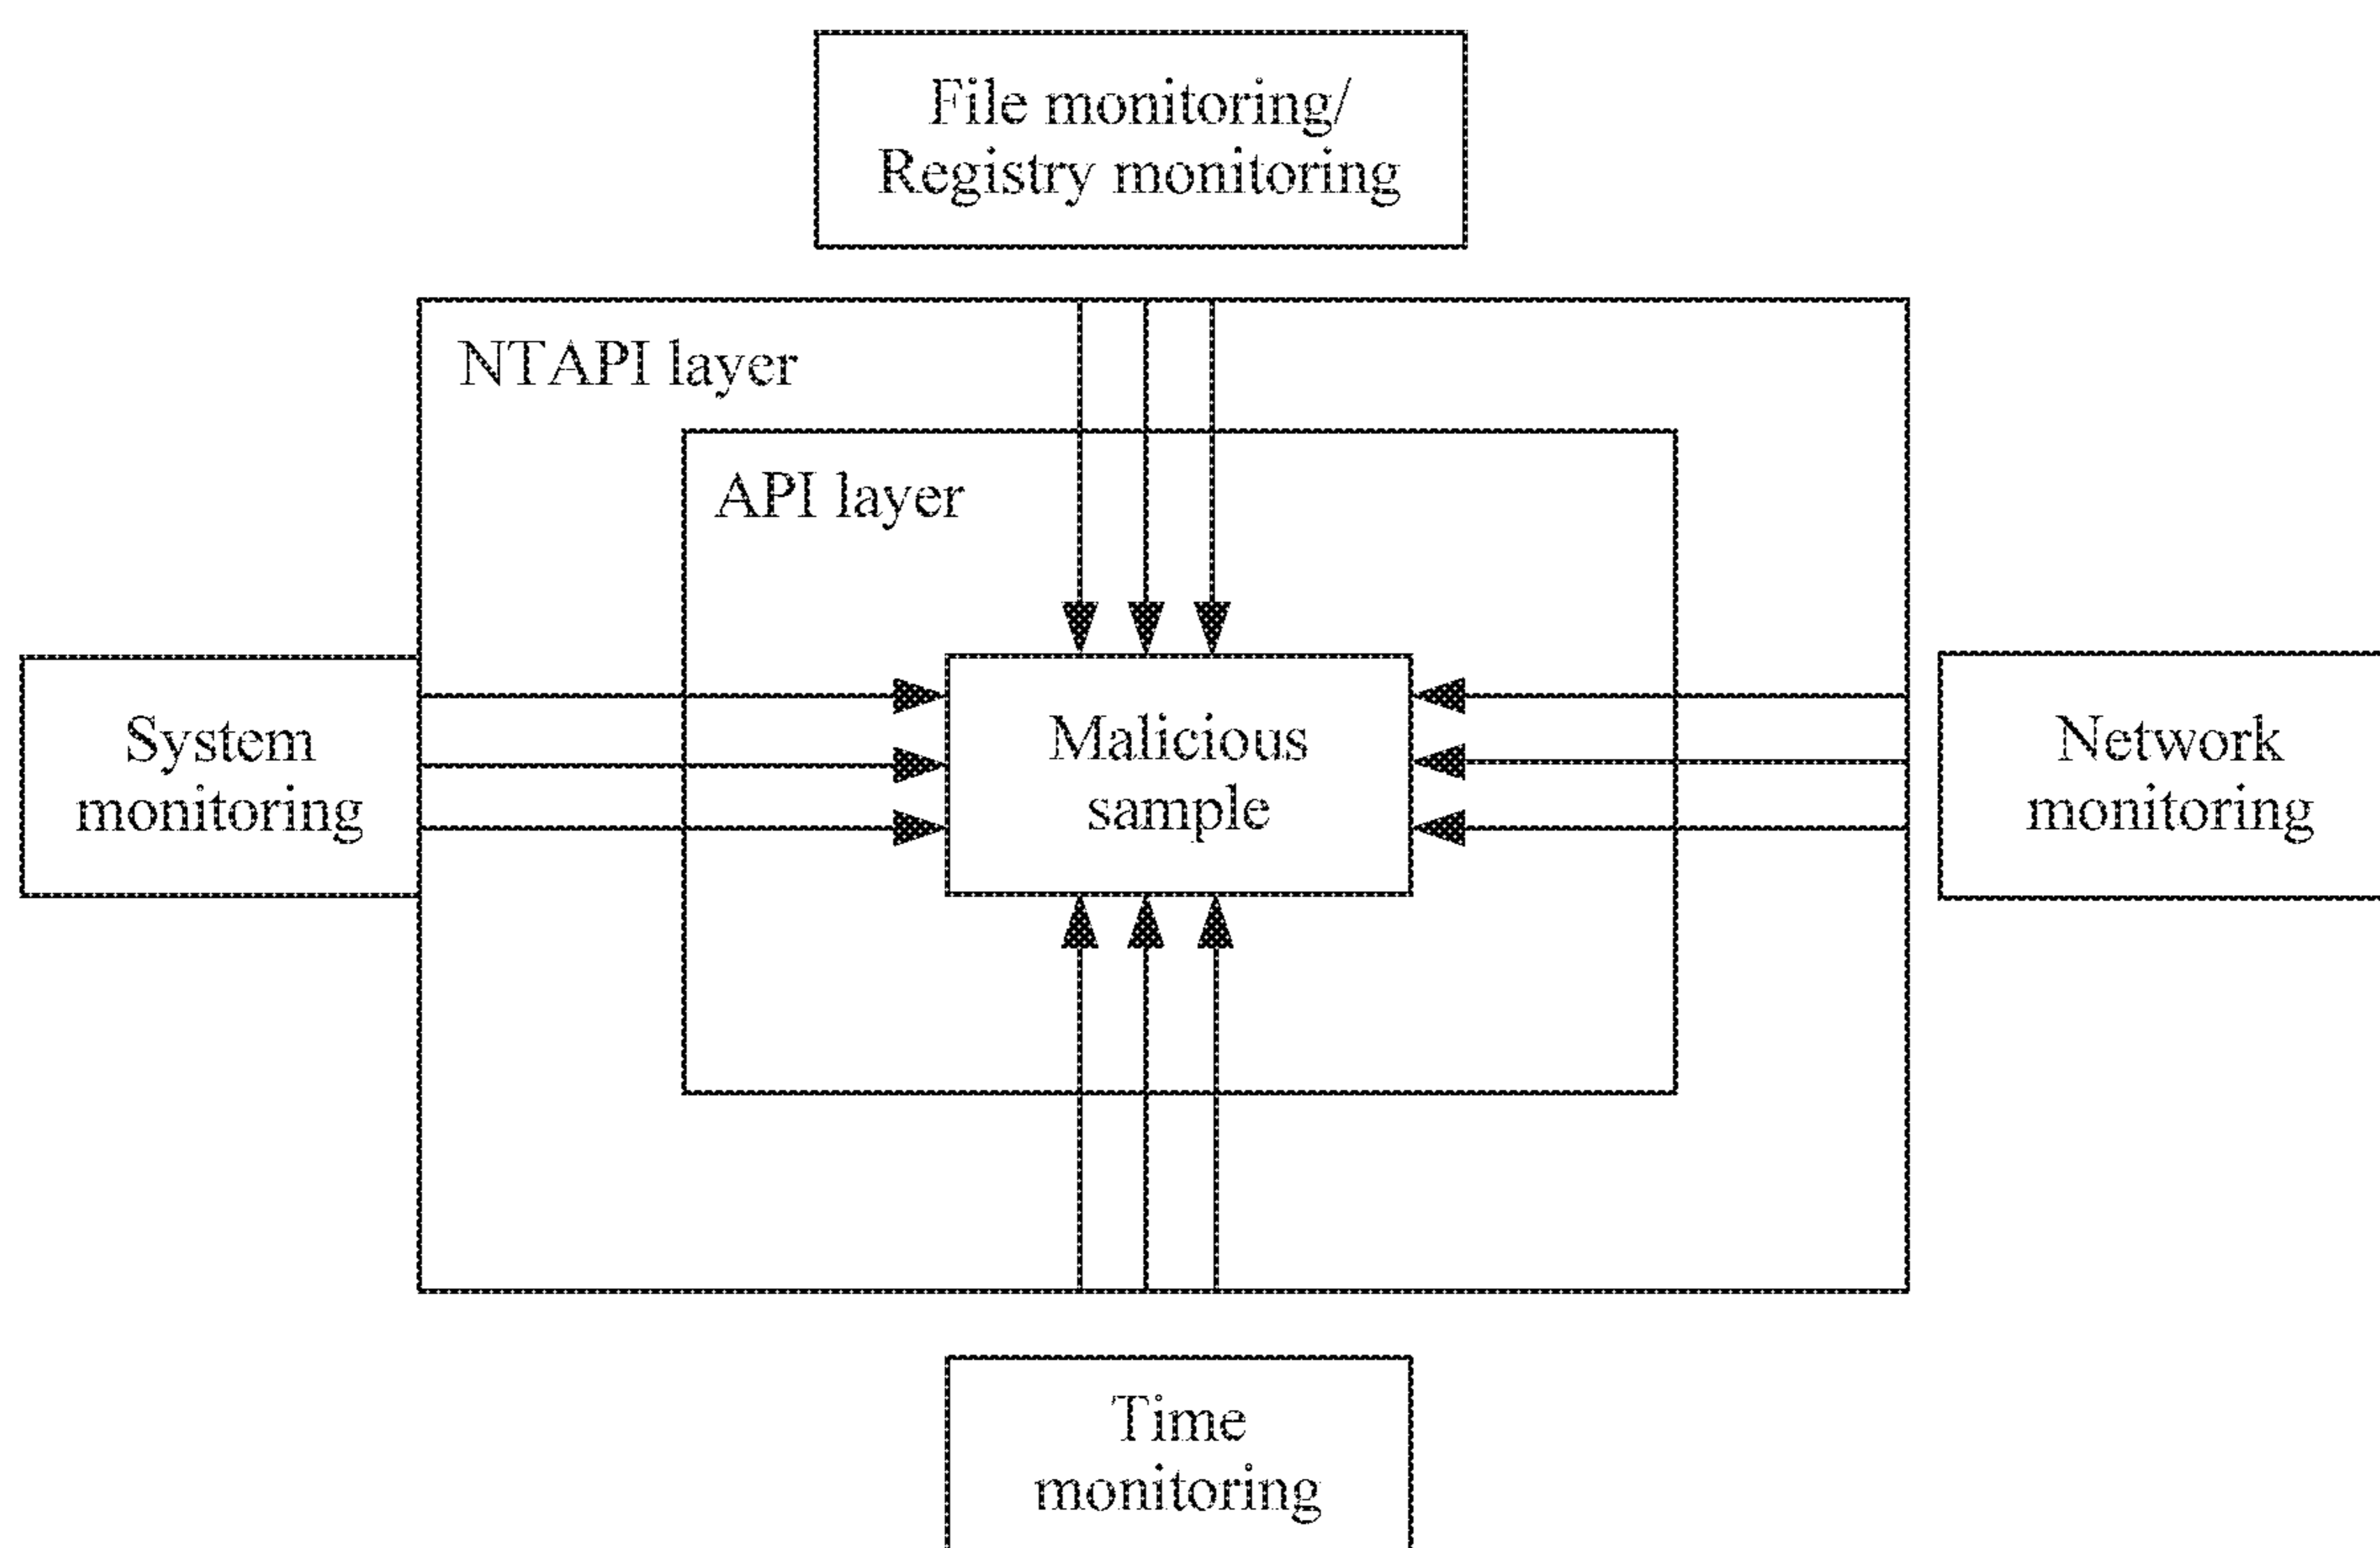 File monitoring/
Registry monitoring
NTAPI layer
API layer
System
monitoring
Malicious
sample
Network
monitoring
Time
monitoring